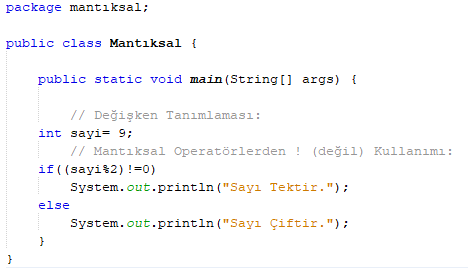 package mantıksal;
public class Mantıksal {
public static void main(String[] args) {
// Değişken Tanımlaması:
int sayi= 9;
// Mantıksal Operatörlerden ! (değil) Kullanımı:
if((sayi%2)!=0)
System.out.println("Sayı Tektir.");
else
System.out.println("Sayı Çiftir.");
}
}